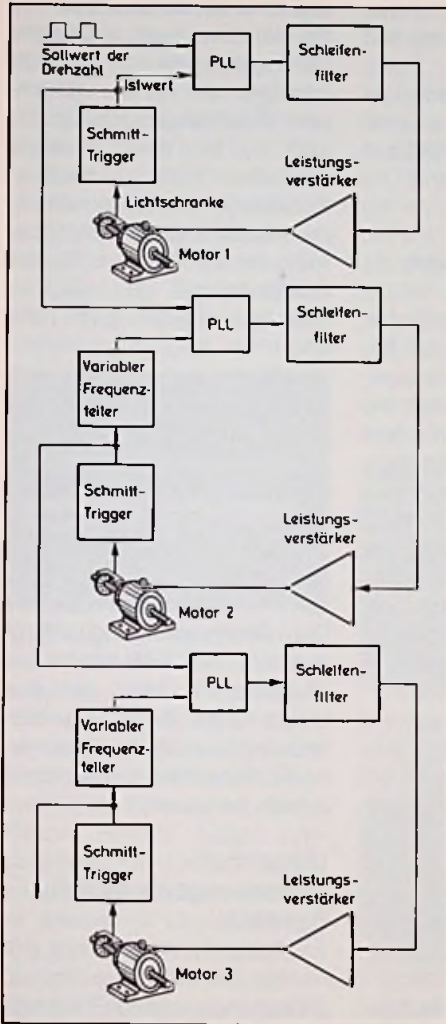 Sollwert der
Drehzahl
PLL
Schleifen-
filter
Istwert
Schmitt-
Trigger
Leistungs-
verstärker
Lichtschranke
Motor 1
PLL
Schleifen-
filter
Variabler
Frequenz-
teiler
Schmitt-
Trigger
Leistungs-
verstärker
Motor 2
PLL
Schleifen-
filter
Variabler
Frequenz-
teiler
Schmitt-
Trigger
Leistungs-
verstärker
Motor 3